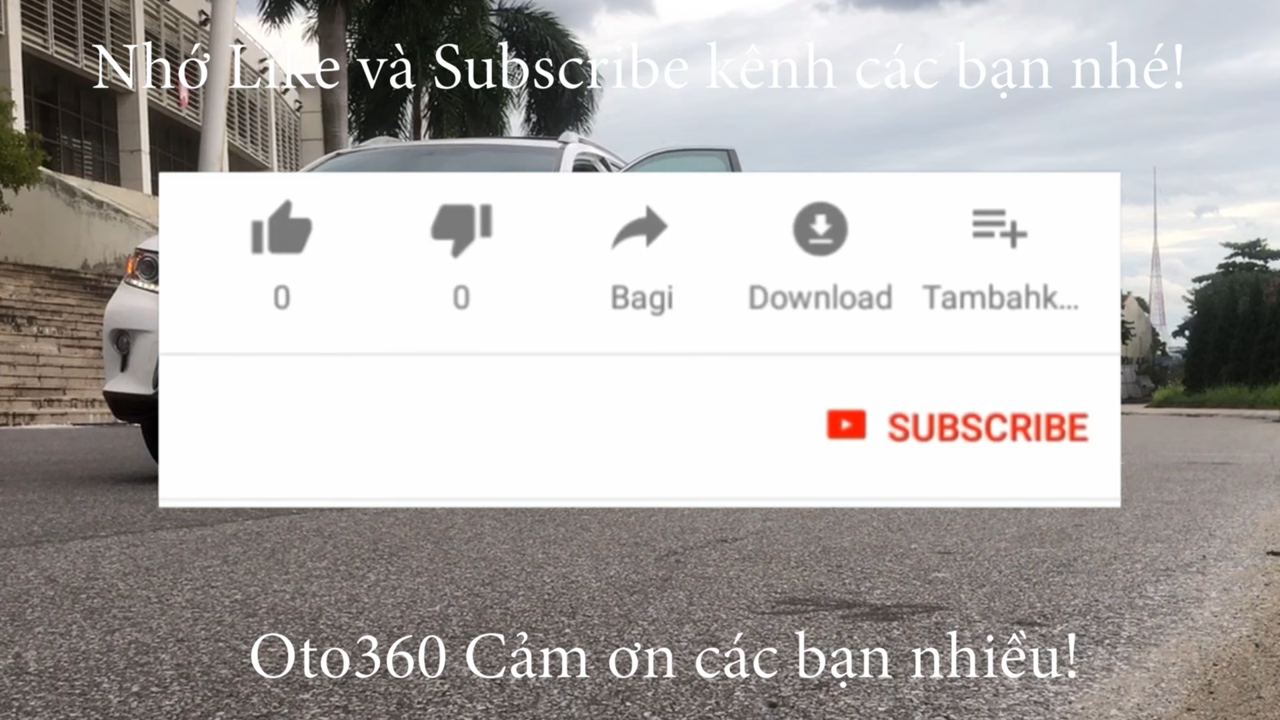 Nhớ Like và Subscribe kênh các bạn nhé!
0 0 Bagi Download Tambahk...
SUBSCRIBE
Oto360 Cảm ơn các bạn nhiều!